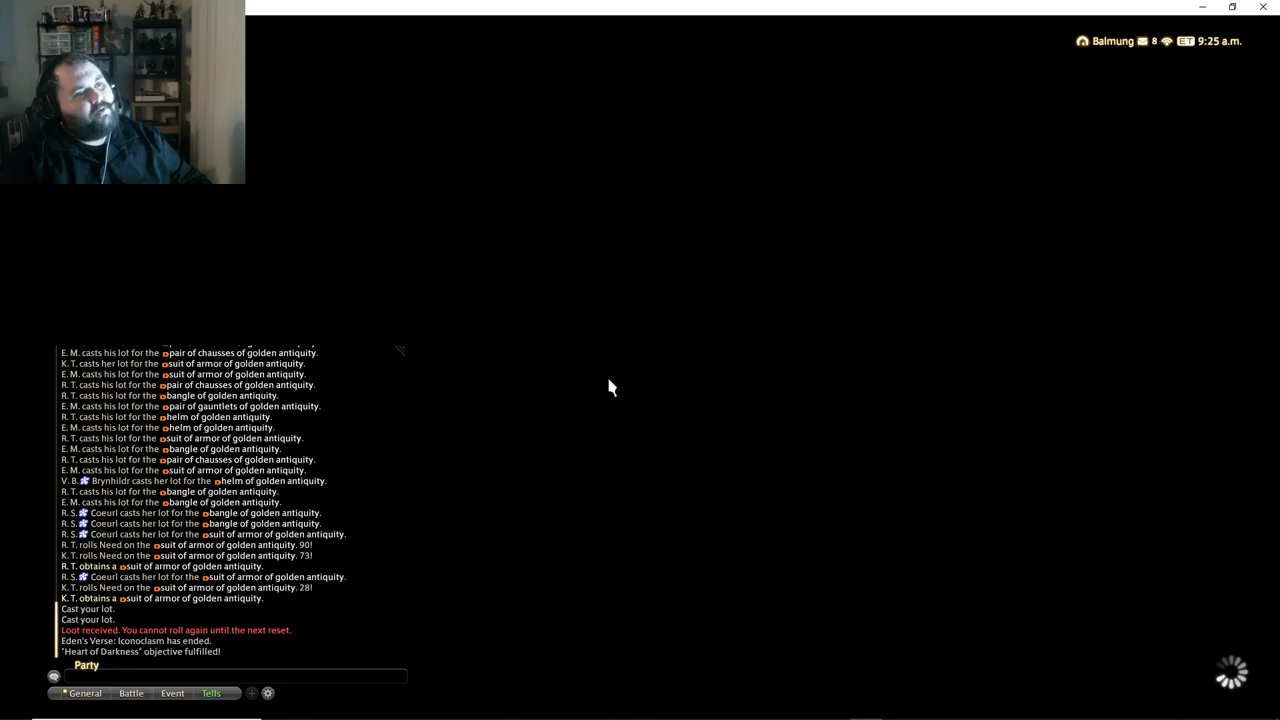 Balmung 8 ET 9:25 a.m.
E. M. casts his lot for the pair of chausses of golden antiquity.
K. T. casts her lot for the suit of armor of golden antiquity.
E. M. casts his lot for the suit of armor of golden antiquity.
R. T. casts his lot for the pair of chausses of golden antiquity.
R. T. casts his lot for the bangle of golden antiquity.
E. M. casts his lot for the pair of gauntlets of golden antiquity.
R. T. casts his lot for the helm of golden antiquity.
E. M. casts his lot for the helm of golden antiquity.
R. T. casts his lot for the suit of armor of golden antiquity.
E. M. casts his lot for the bangle of golden antiquity.
R. T. casts his lot for the pair of chausses of golden antiquity.
E. M. casts his lot for the suit of armor of golden antiquity.
V. B. Brynhildr casts her lot for the helm of golden antiquity.
R. T. casts his lot for the bangle of golden antiquity.
E. M. casts his lot for the bangle of golden antiquity.
R. S. Coeurl casts her lot for the bangle of golden antiquity.
R. S. Coeurl casts her lot for the bangle of golden antiquity.
R. S. Coeurl casts her lot for the suit of armor of golden antiquity.
R. T. rolls Need on the suit of armor of golden antiquity. 90!
K. T. rolls Need on the suit of armor of golden antiquity. 73!
R. T. obtains a suit of armor of golden antiquity.
R. S. Coeurl casts her lot for the suit of armor of golden antiquity.
K. T. rolls Need on the suit of armor of golden antiquity. 28!
K. T. obtains a suit of armor of golden antiquity.
Cast your lot.
Cast your lot.
Loot received. You cannot roll again until the next reset.
Eden's Verse: Iconoclasm has ended.
"Heart of Darkness" objective fulfilled!
Party
General Battle Event Tells